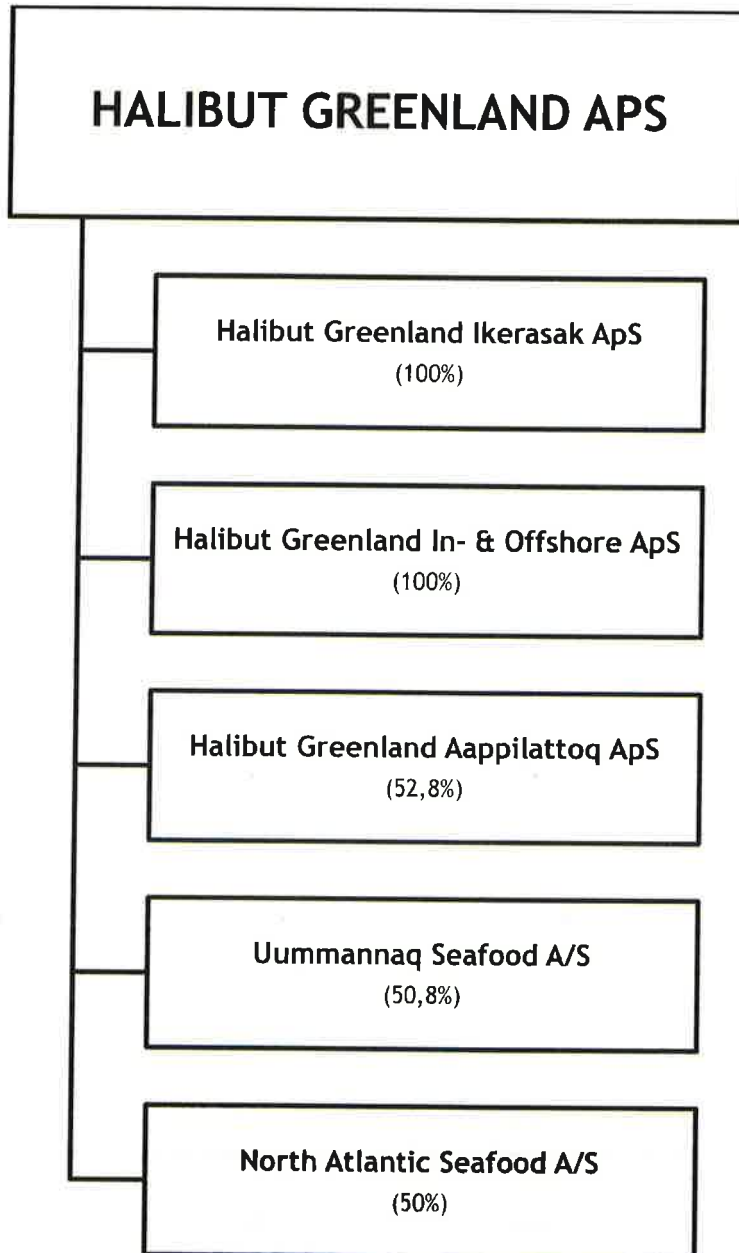 HALIBUT GREENLAND APS
Halibut Greenland Ikerasak ApS
(100%)
Halibut Greenland In- & Offshore ApS
(100%)
Halibut Greenland Aappilattoq ApS
(52,8%)
Uummannaq Seafood A/S
(50,8%)
North Atlantic Seafood A/S
(50%)